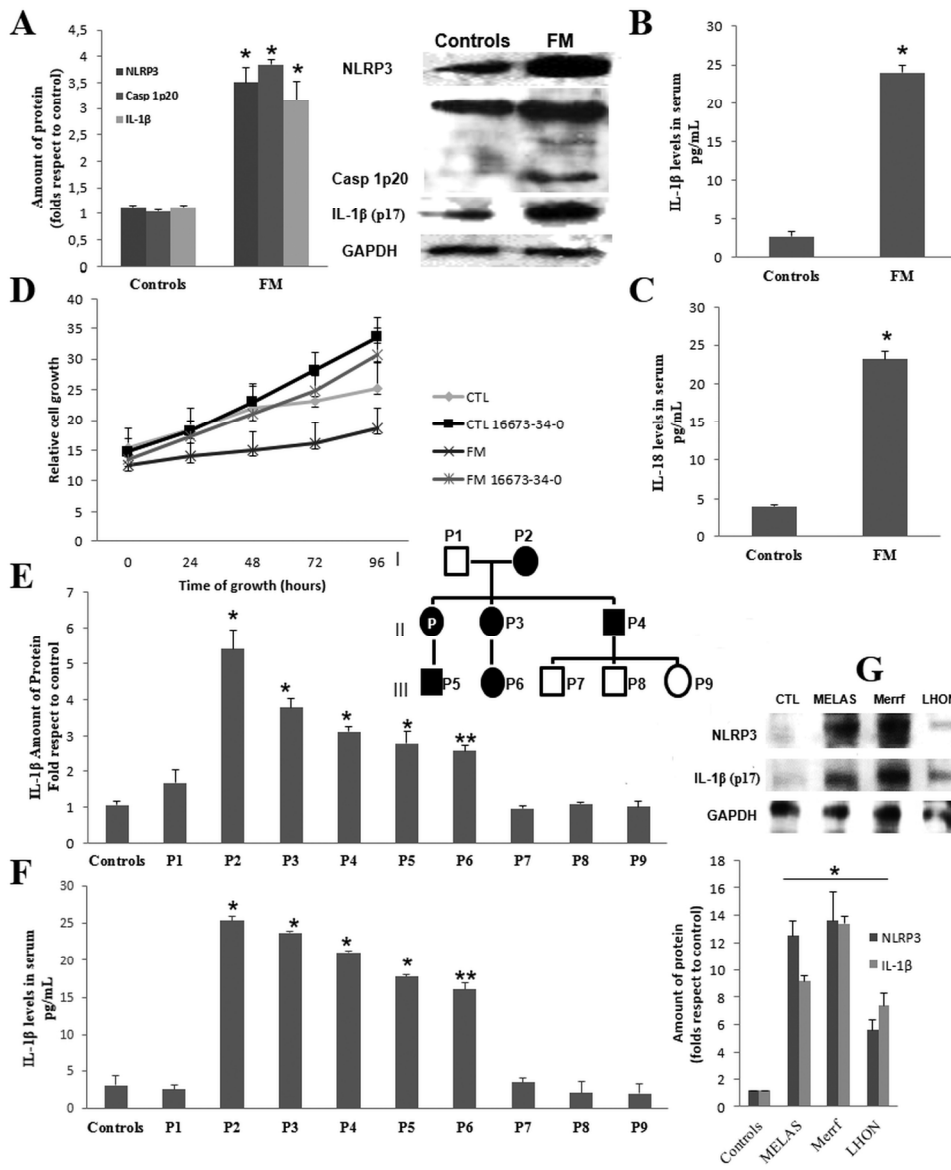 A
Amount of protein
(folds respect to control)
4,5
4
3,5
3
2,5
2
1,5
1
0,5
0
NLRP3
Casp 1p20
IL-1β
*
*
*
Controls
FM
Controls FM
NLRP3
Casp 1p20
IL-1β (p17)
GAPDH
B
IL-1β levels in serum
pg/mL
30
25
20
15
10
5
0
*
Controls
FM
C
IL-18 levels in serum
pg/mL
30
25
20
15
10
5
0
*
Controls
FM
D
Relative cell growth
40
35
30
25
20
15
10
5
0
0 24 48 72 96
Time of growth (hours)
CTL
CTL 16673-34-0
FM
FM 16673-34-0
I
P1 P2
II
P P3 P4
III
P5 P6 P7 P8 P9
E
IL-1β Amount of Protein
Fold respect to control
7
6
5
4
3
2
1
0
*
*
*
*
**
Controls P1 P2 P3 P4 P5 P6 P7 P8 P9
F
IL-1β levels in serum
pg/mL
30
25
20
15
10
5
0
*
*
*
*
**
Controls P1 P2 P3 P4 P5 P6 P7 P8 P9
G
CTL MELAS Merrf LHON
NLRP3
IL-1β (p17)
GAPDH
Amount of protein
(folds respect to control)
16
14
12
10
8
6
4
2
0
*
NLRP3
IL-1β
Controls
MELAS
Merrf
LHON